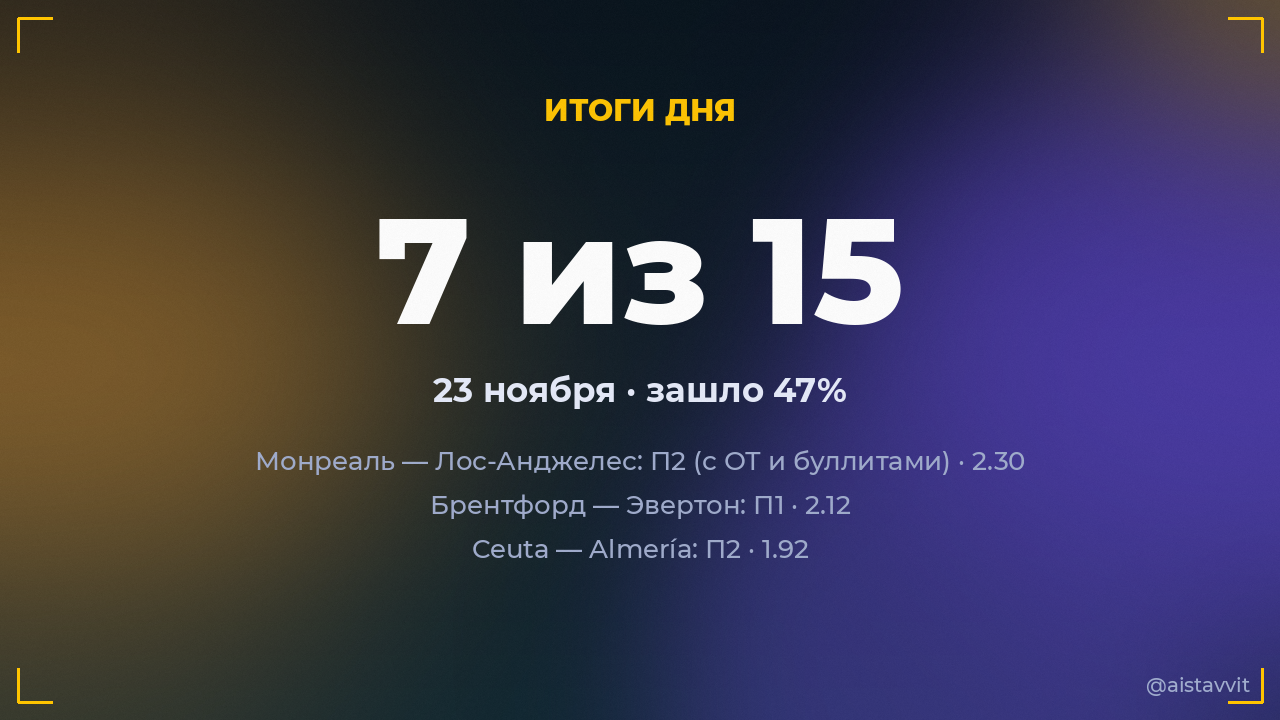 ИТОГИ ДНЯ
7 из 15
23 ноября · зашло 47%
Монреаль — Лос-Анджелес: П2 (с ОТ и буллитами) · 2.30
Брентфорд — Эвертон: П1 · 2.12
Ceuta — Almería: П2 · 1.92
@aistavvit